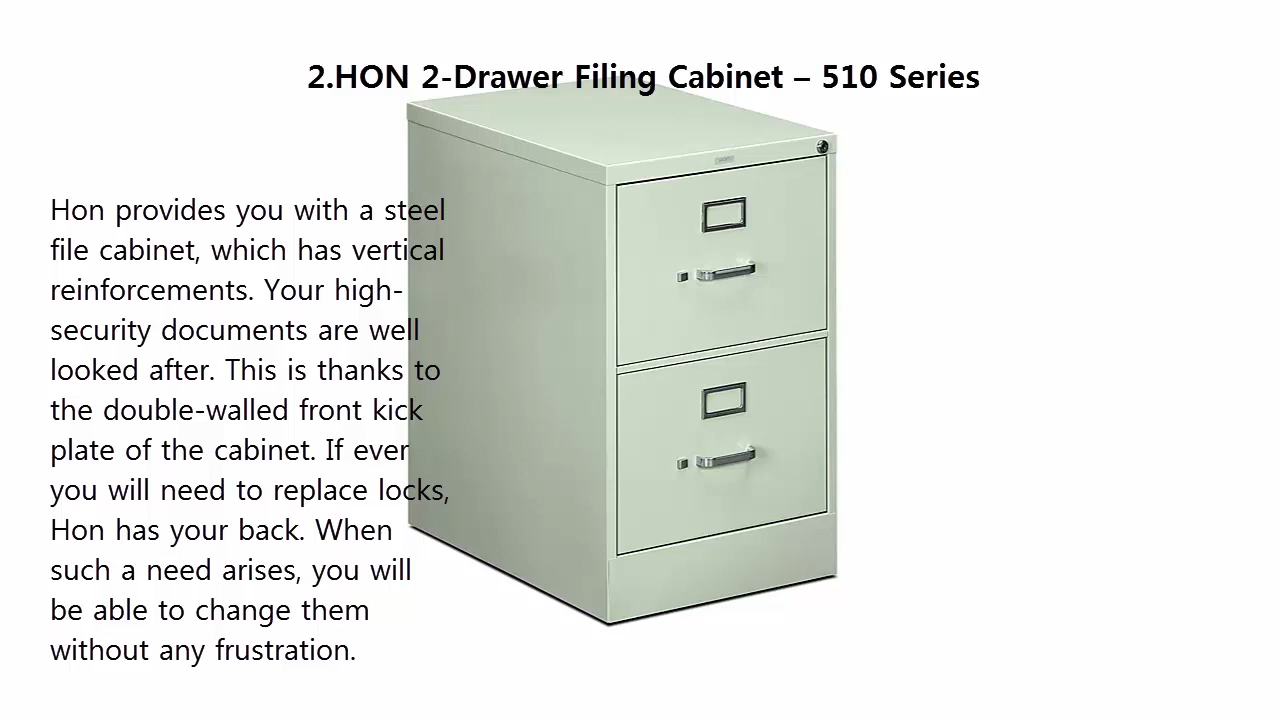 2.HON 2-Drawer Filing Cabinet – 510 Series
Hon provides you with a steel
file cabinet, which has vertical
reinforcements. Your high-
security documents are well
looked after. This is thanks to
the double-walled front kick
plate of the cabinet. If ever
you will need to replace locks,
Hon has your back. When
such a need arises, you will
be able to change them
without any frustration.